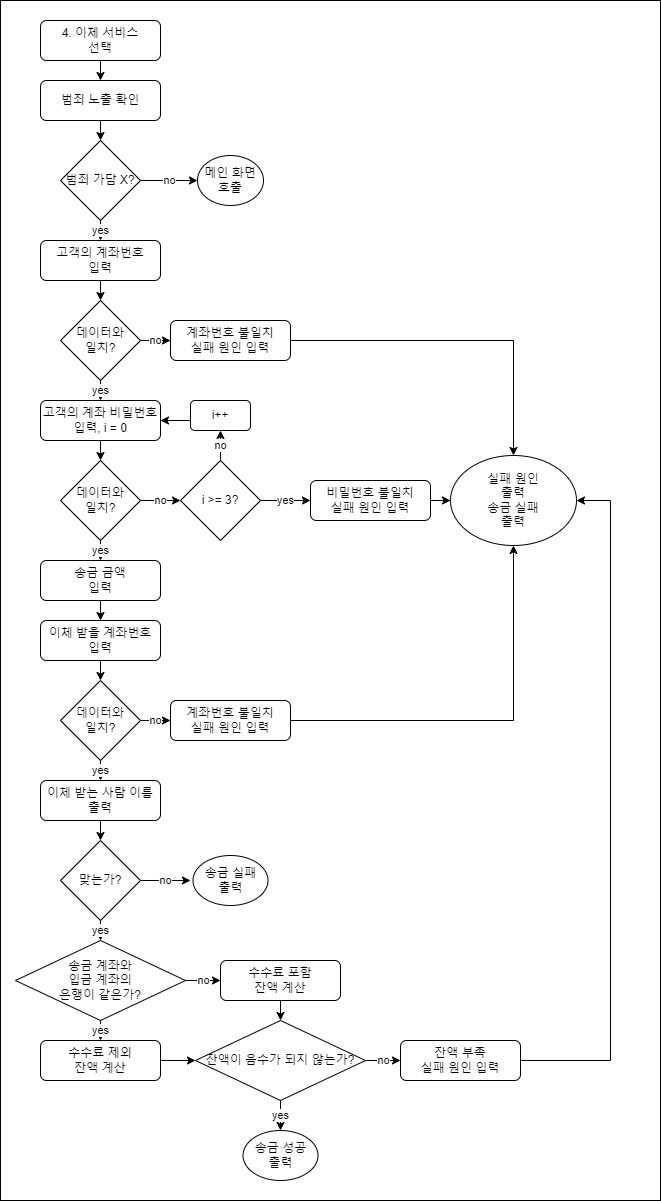 4. 이체 서비스
선택
범죄 노출 확인
범죄 가담 X?
no
메인 화면
호출
yes
고객의 계좌번호
입력
데이터와
일치?
no
계좌번호 불일치
실패 원인 입력
yes
고객의 계좌 비밀번호
입력, i = 0
i++
no
데이터와
일치?
no
i >= 3?
yes
비밀번호 불일치
실패 원인 입력
실패 원인
출력
송금 실패
출력
yes
송금 금액
입력
이체 받을 계좌번호
입력
데이터와
일치?
no
계좌번호 불일치
실패 원인 입력
yes
이체 받는 사람 이름
출력
맞는가?
no
송금 실패
출력
yes
송금 계좌와
입금 계좌의
은행이 같은가?
no
수수료 포함
잔액 계산
yes
수수료 제외
잔액 계산
잔액이 음수가 되지 않는가?
no
잔액 부족
실패 원인 입력
yes
송금 성공
출력